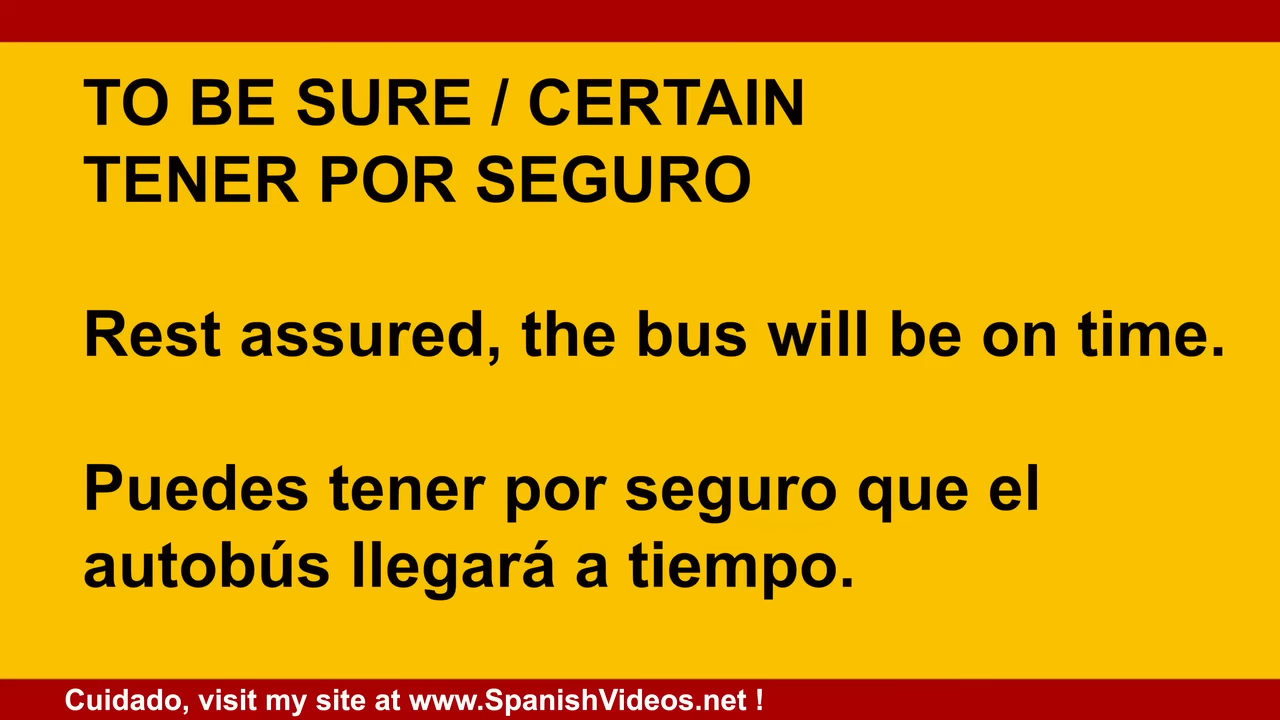 TO BE SURE / CERTAIN
TENER POR SEGURO
Rest assured, the bus will be on time.
Puedes tener por seguro que el
autobús llegará a tiempo.
Cuidado, visit my site at www.SpanishVideos.net !